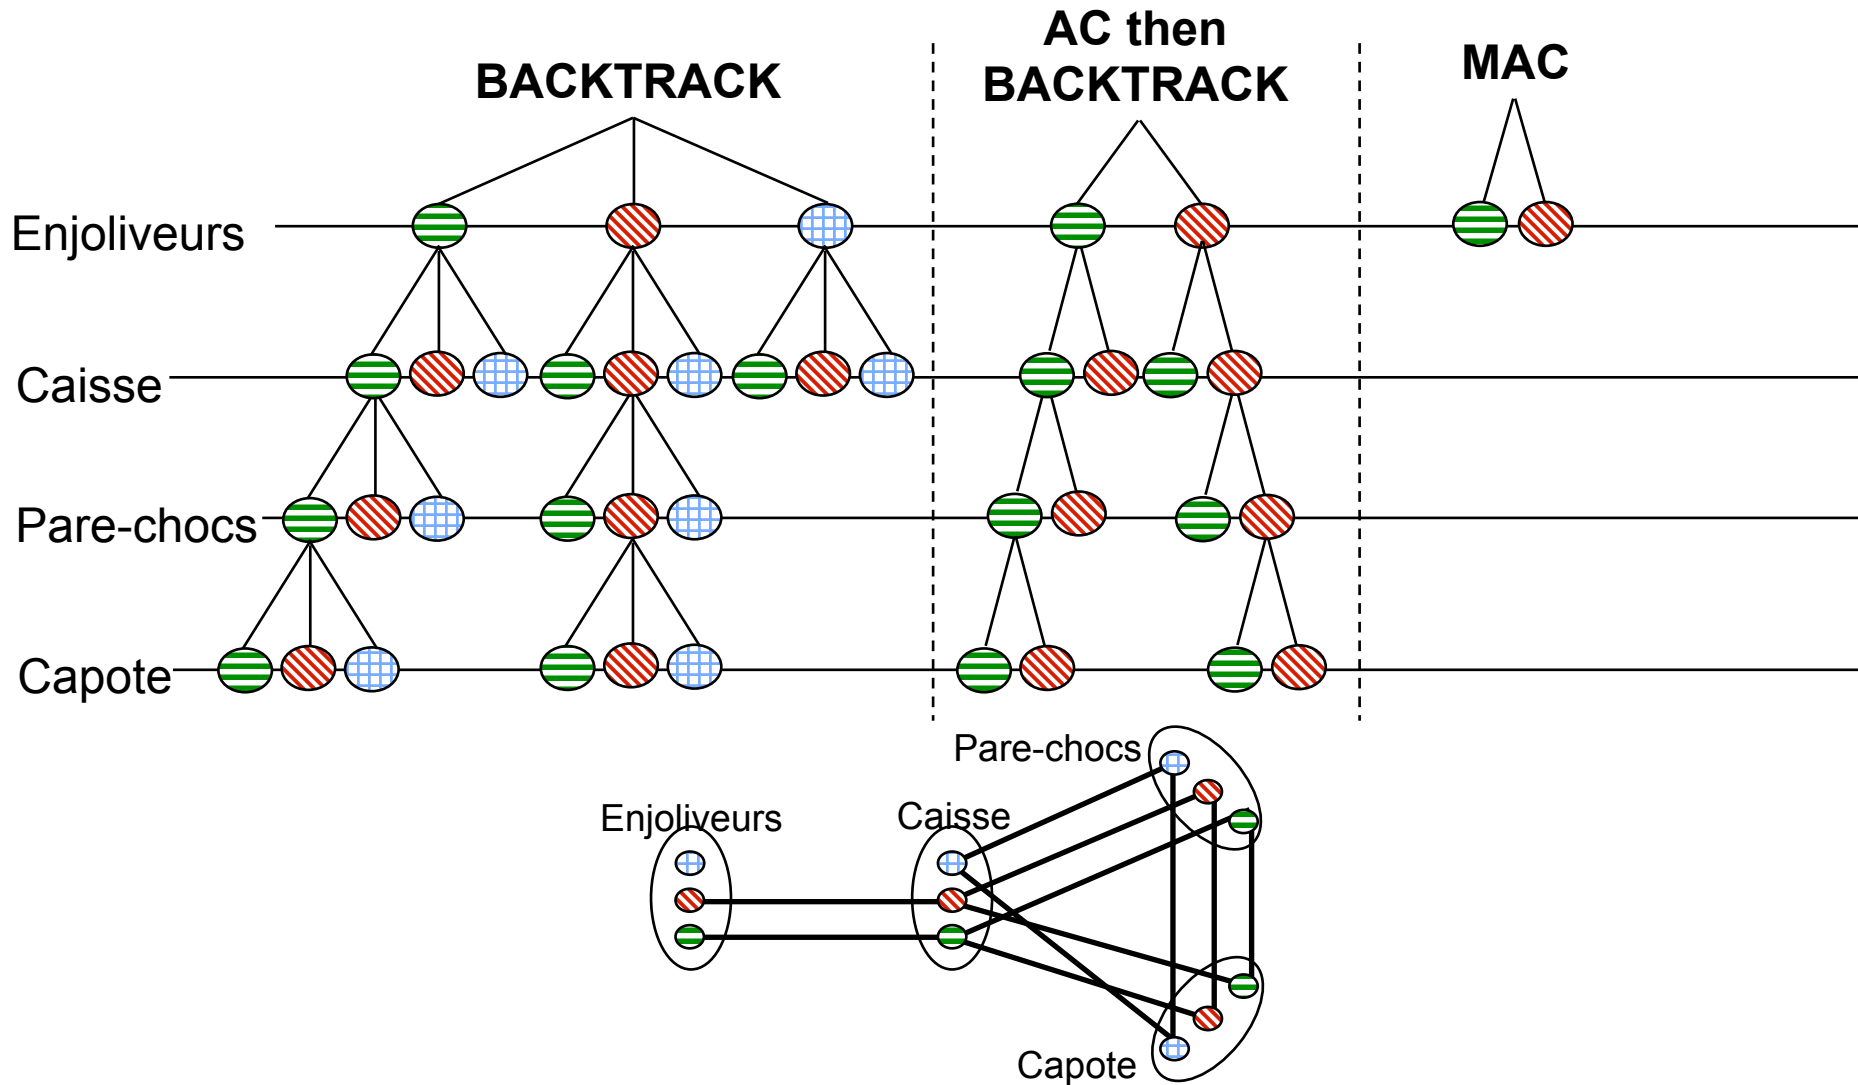 BACKTRACK
AC then
BACKTRACK
MAC
Enjoliveurs
Caisse
Pare-chocs
Capote
Pare-chocs
Enjoliveurs
Caisse
Capote